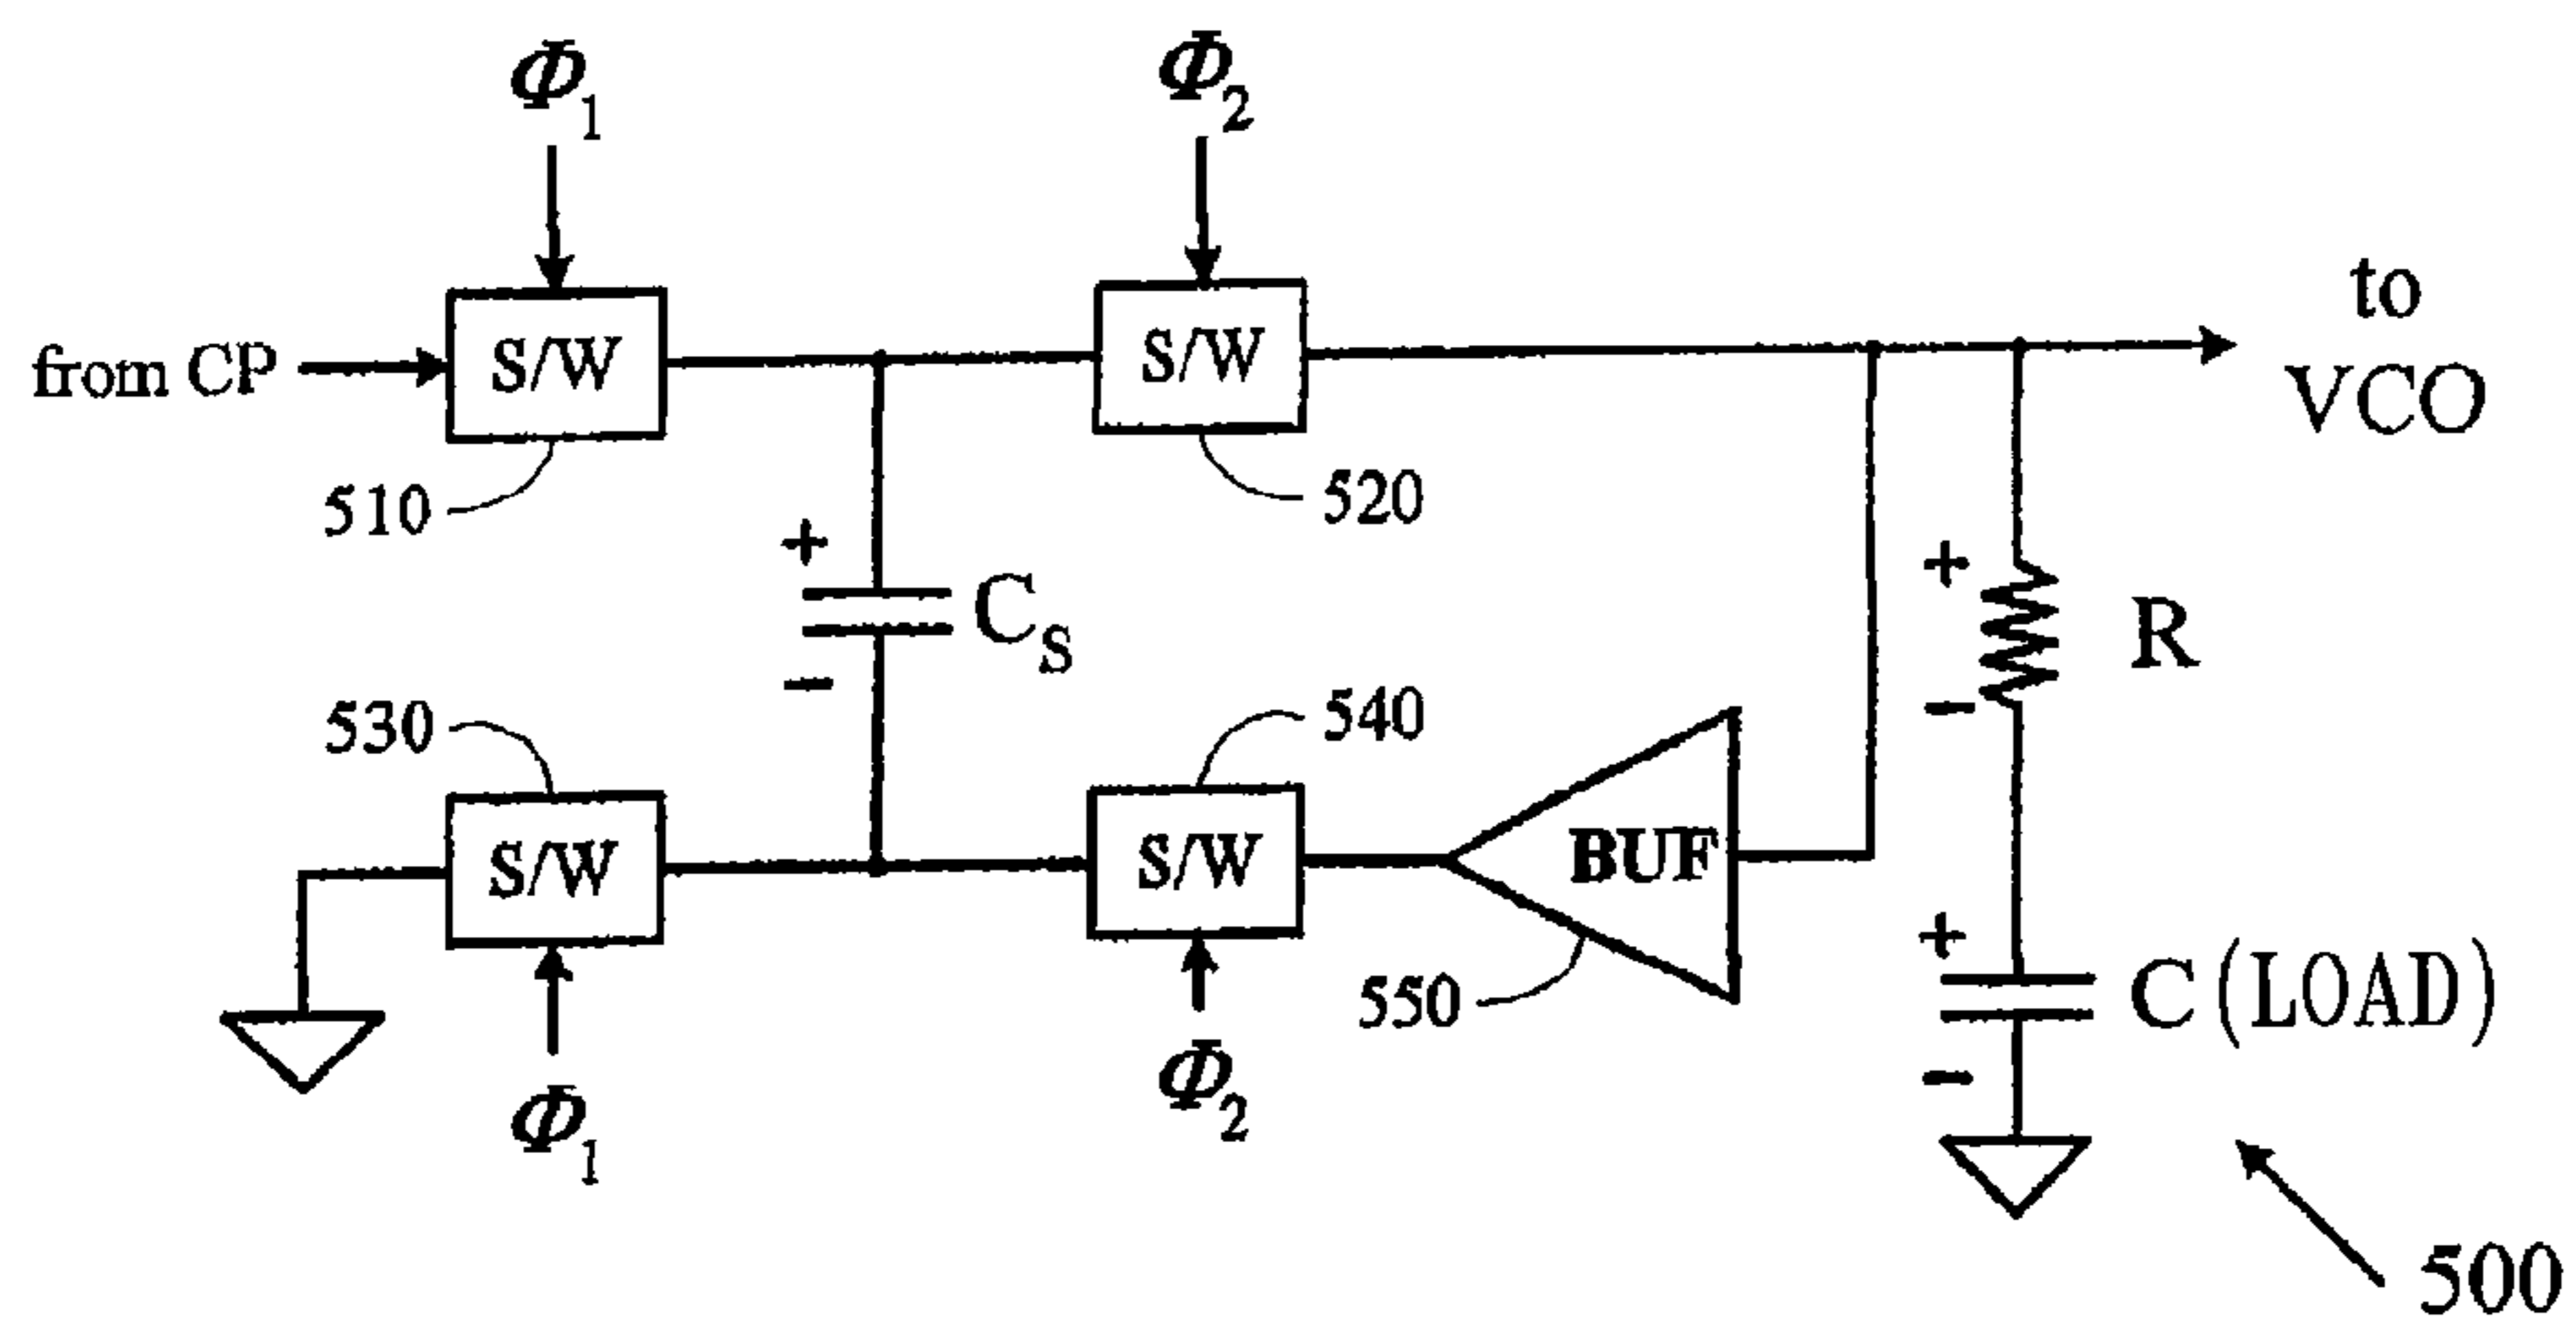 Φ1
Φ2
from CP
S/W
S/W
to
VCO
510
520
+
CS
−
+
R
−
530
540
S/W
S/W
BUF
550
+
C(LOAD)
−
Φ1
Φ2
500